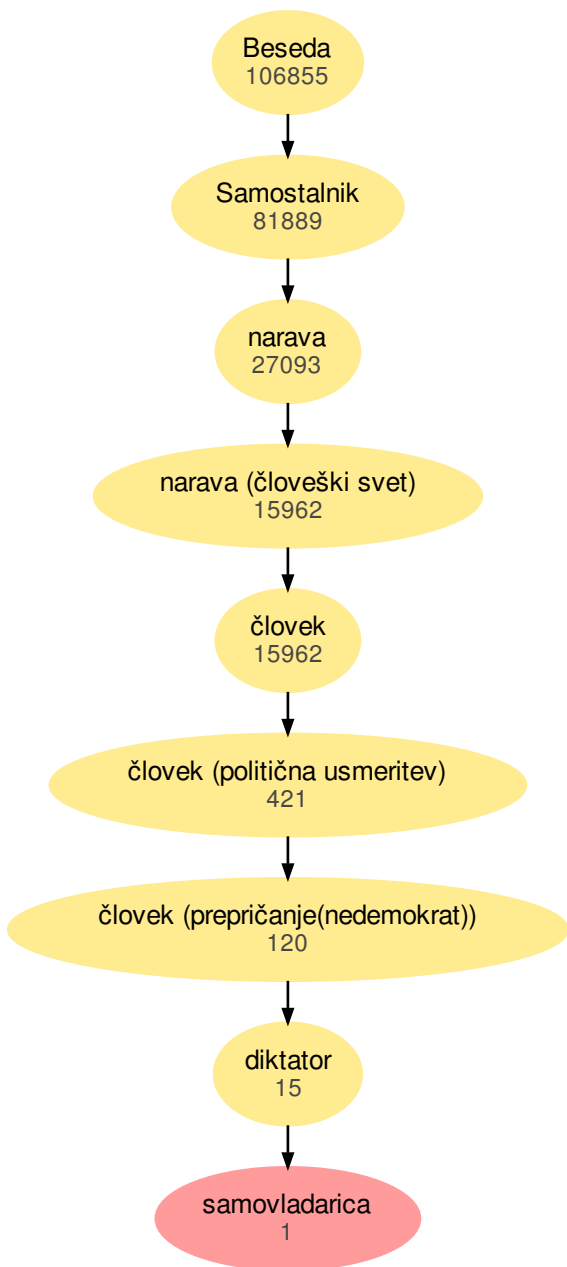 Beseda
106855
Samostalnik
81889
narava
27093
narava (človeški svet)
15962
človek
15962
človek (politična usmeritev)
421
človek (prepričanje(nedemokrat))
120
diktator
15
samovladarica
1